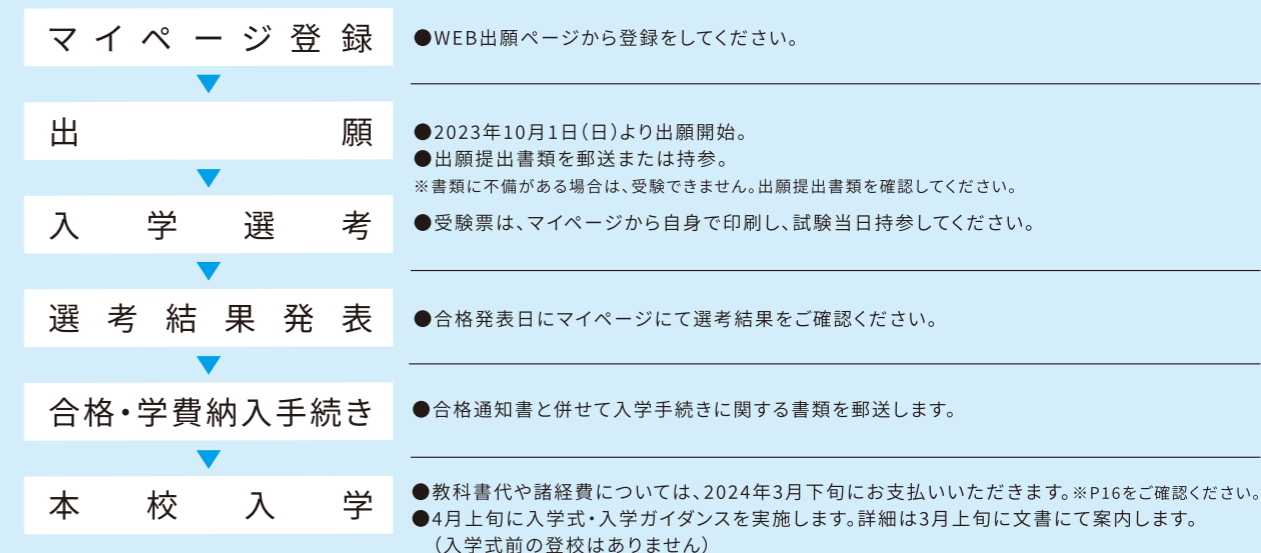 マイページ登録
●WEB出願ページから登録をしてください。
出願
●2023年10月1日(日)より出願開始。
●出願提出書類を郵送または持参。
※書類に不備がある場合は、受験できません。出願提出書類を確認してください。
入学選考
●受験票は、マイページから自身で印刷し、試験当日持参してください。
選考結果発表
●合格発表日にマイページにて選考結果をご確認ください。
合格・学費納入手続き
●合格通知書と併せて入学手続きに関する書類を郵送します。
本校入学
●教科書代や諸経費については、2024年3月下旬にお支払いいただきます。※P16をご確認ください。
●4月上旬に入学式・入学ガイダンスを実施します。詳細は3月上旬に文書にて案内します。
(入学式前の登校はありません)